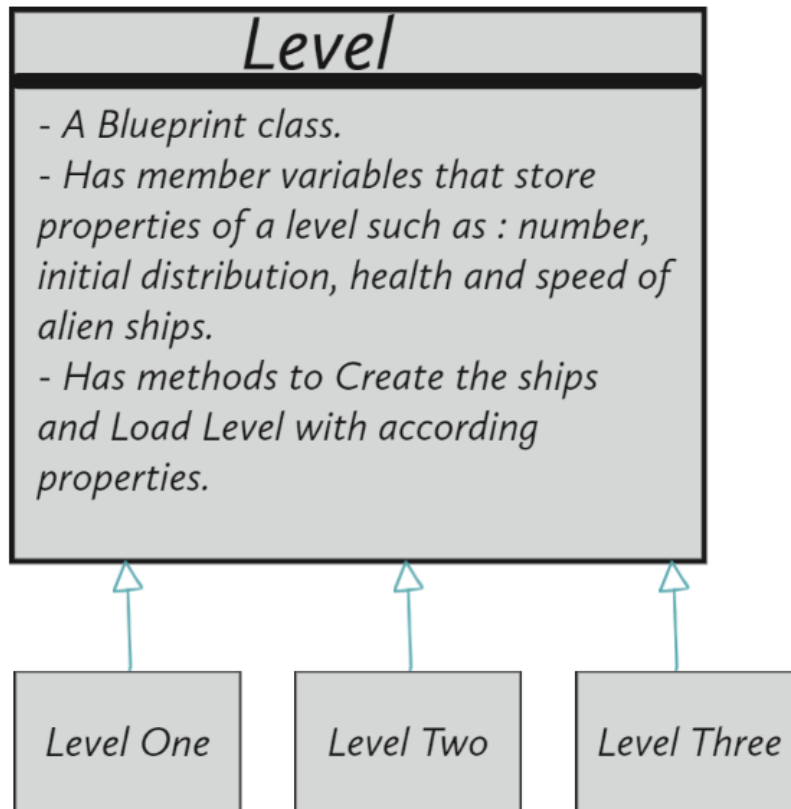 Level
- A Blueprint class.
- Has member variables that store
properties of a level such as : number,
initial distribution, health and speed of
alien ships.
- Has methods to Create the ships
and Load Level with according
properties.
Level One
Level Two
Level Three